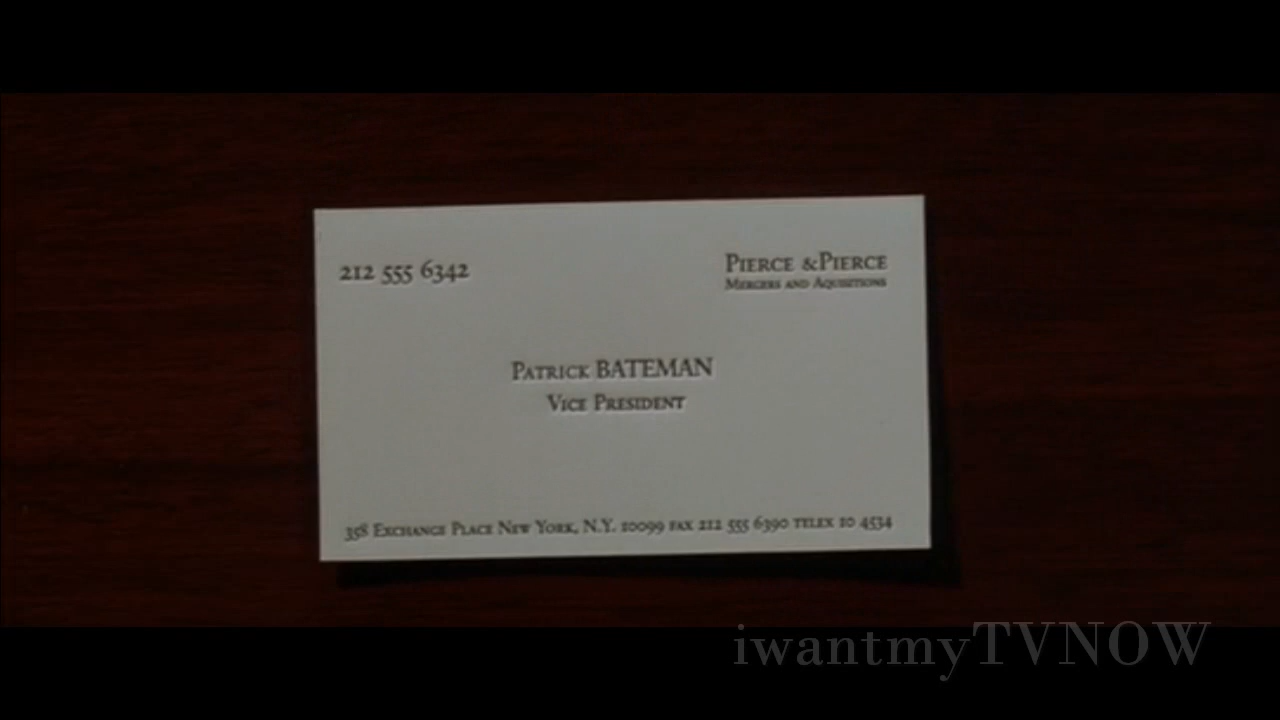 212 555 6342
PIERCE &PIERCE
MERGERS AND AQUISITIONS
PATRICK BATEMAN
VICE PRESIDENT
358 EXCHANGE PLACE NEW YORK, N.Y. 10099 FAX 212 555 6390 TELEX 10 4534
iwantmyTVNOW